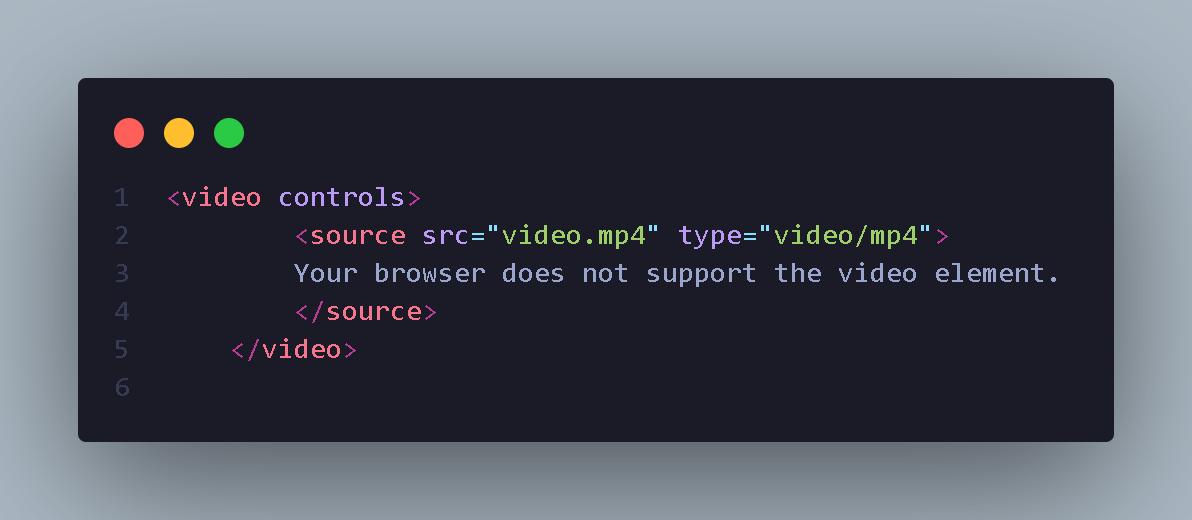 1 <video controls>
2 <source src="video.mp4" type="video/mp4">
3 Your browser does not support the video element.
4 </source>
5 </video>
6